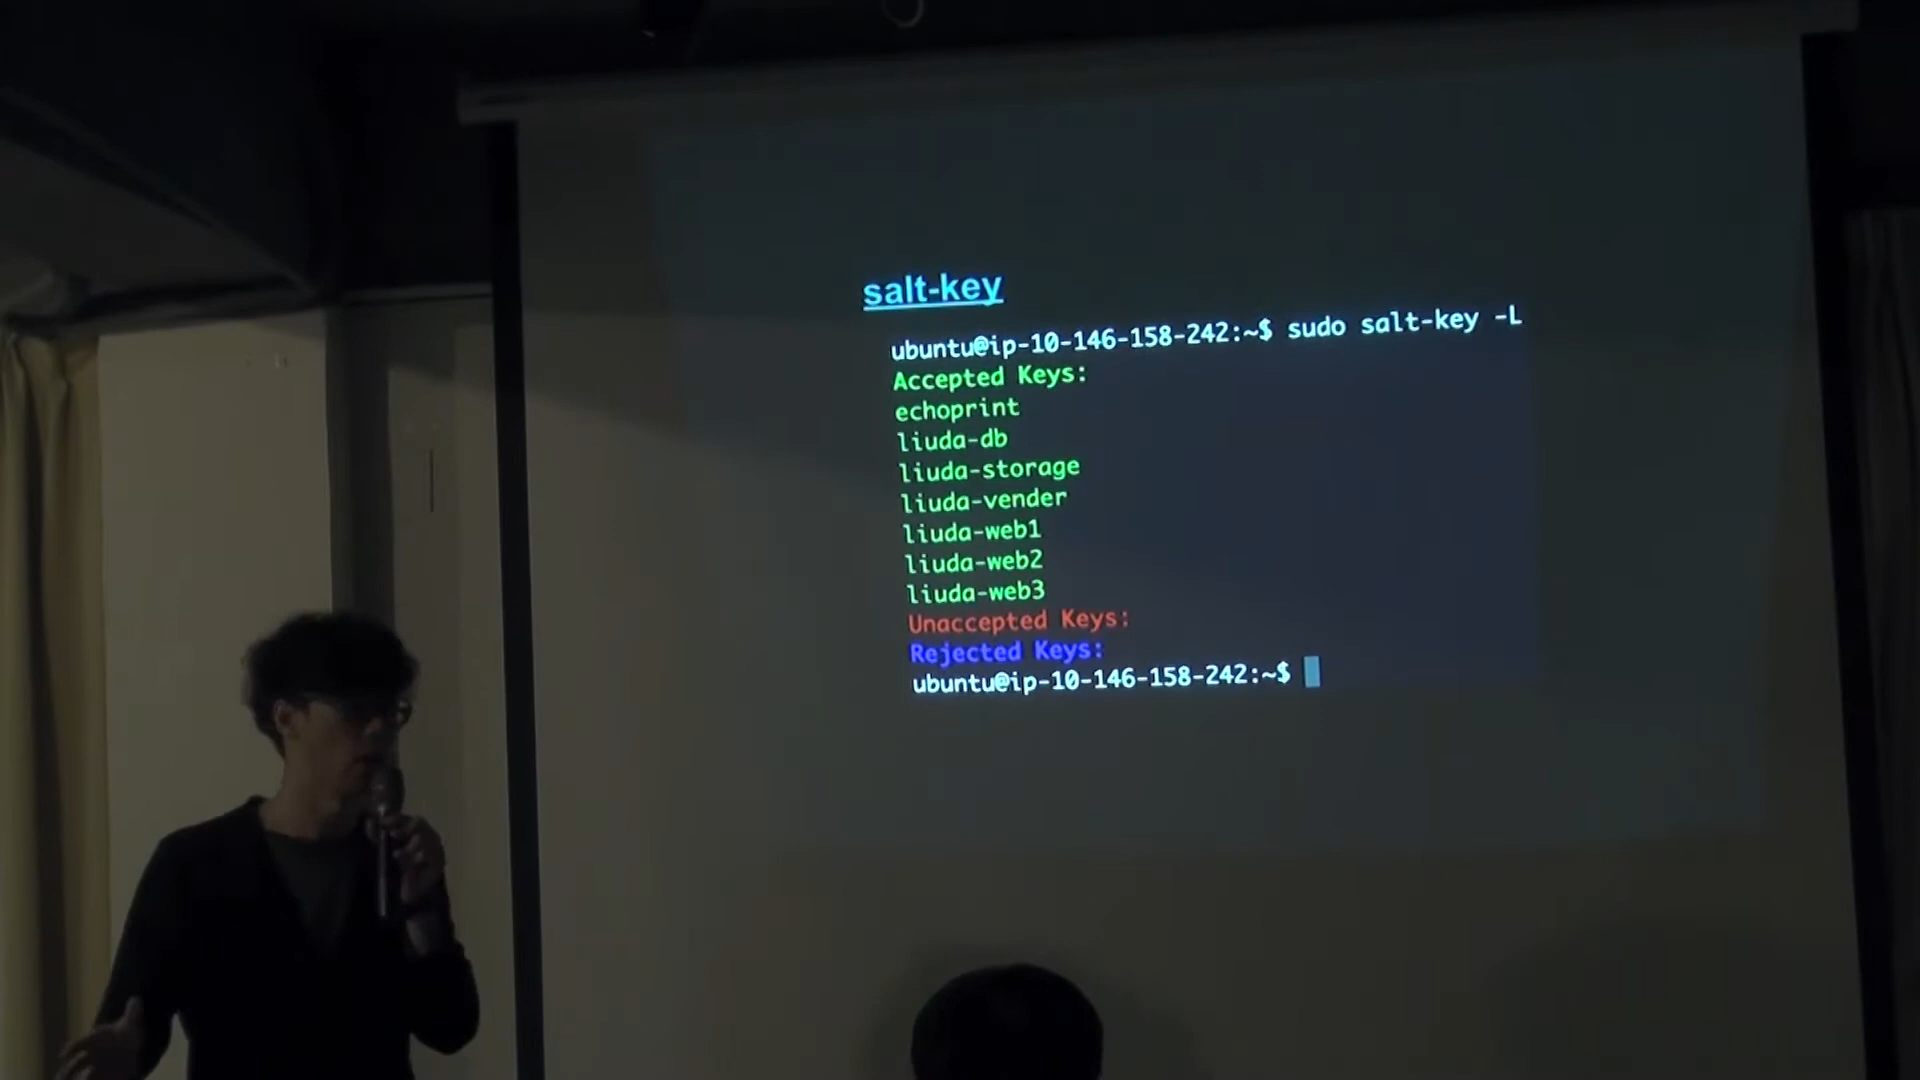 salt-key
ubuntu@ip-10-146-158-242:~$ sudo salt-key -L
Accepted Keys:
echoprint
liuda-db
liuda-storage
liuda-vender
liuda-web1
liuda-web2
liuda-web3
Unaccepted Keys:
Rejected Keys:
ubuntu@ip-10-146-158-242:~$